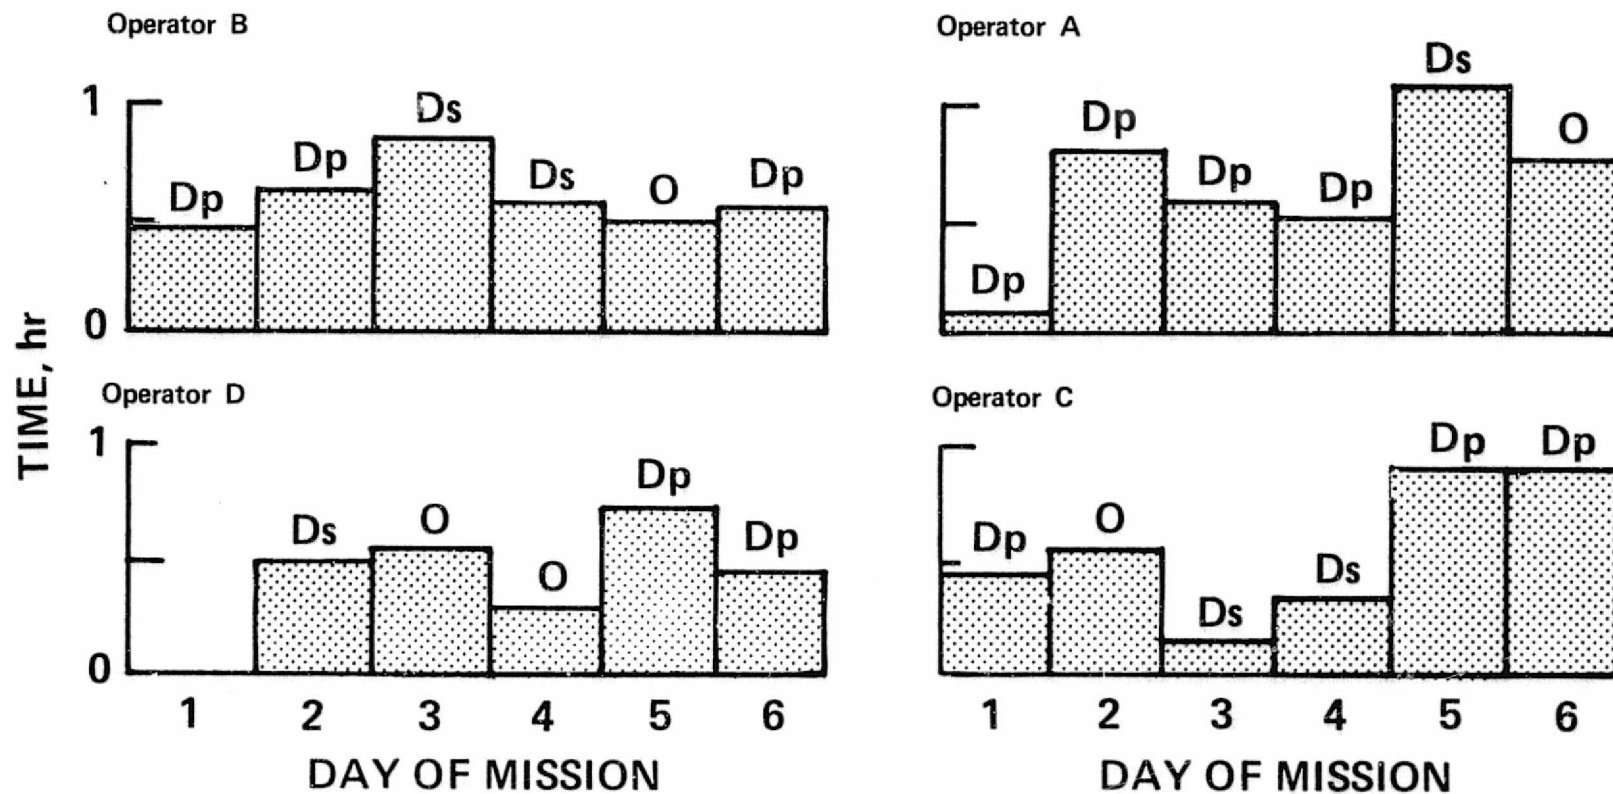 Operator B
1
Dp
Dp
Ds
Ds
O
Dp
0
Operator A
Dp
Dp
Dp
Dp
Ds
O
TIME, hr
Operator D
1
Ds
O
O
Dp
Dp
0
1 2 3 4 5 6
DAY OF MISSION
Operator C
Dp
O
Ds
Ds
Dp
Dp
1 2 3 4 5 6
DAY OF MISSION